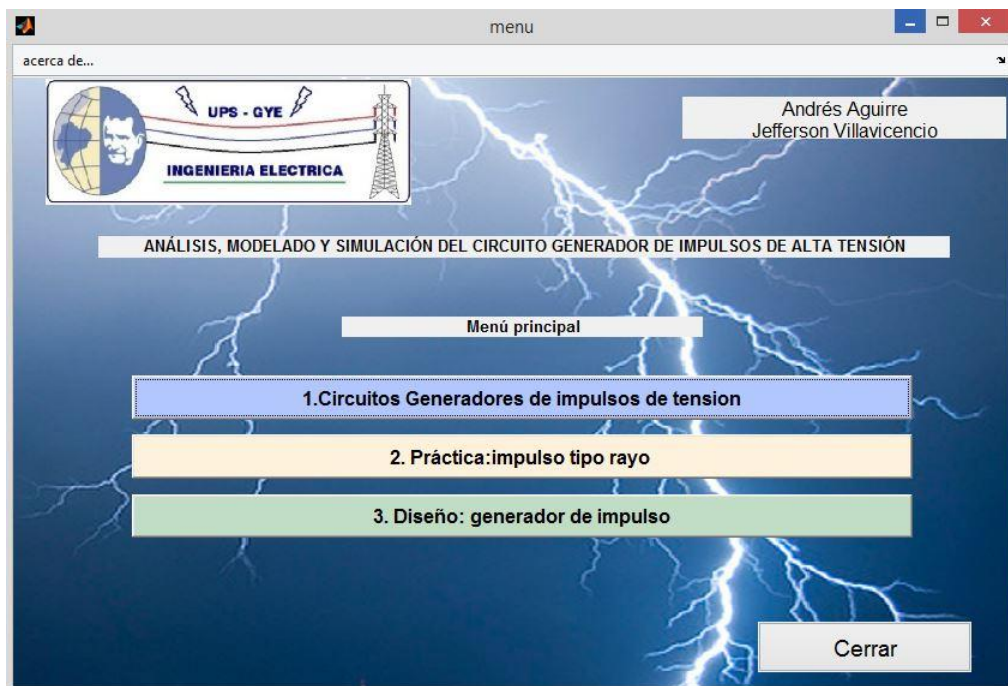 menu
acerca de...
UPS - GYE
INGENIERIA ELECTRICA
Andrés Aguirre
Jefferson Villavicencio
ANÁLISIS, MODELADO Y SIMULACIÓN DEL CIRCUITO GENERADOR DE IMPULSOS DE ALTA TENSIÓN
Menú principal
1.Circuitos Generadores de impulsos de tension
2. Práctica:impulso tipo rayo
3. Diseño: generador de impulso
Cerrar